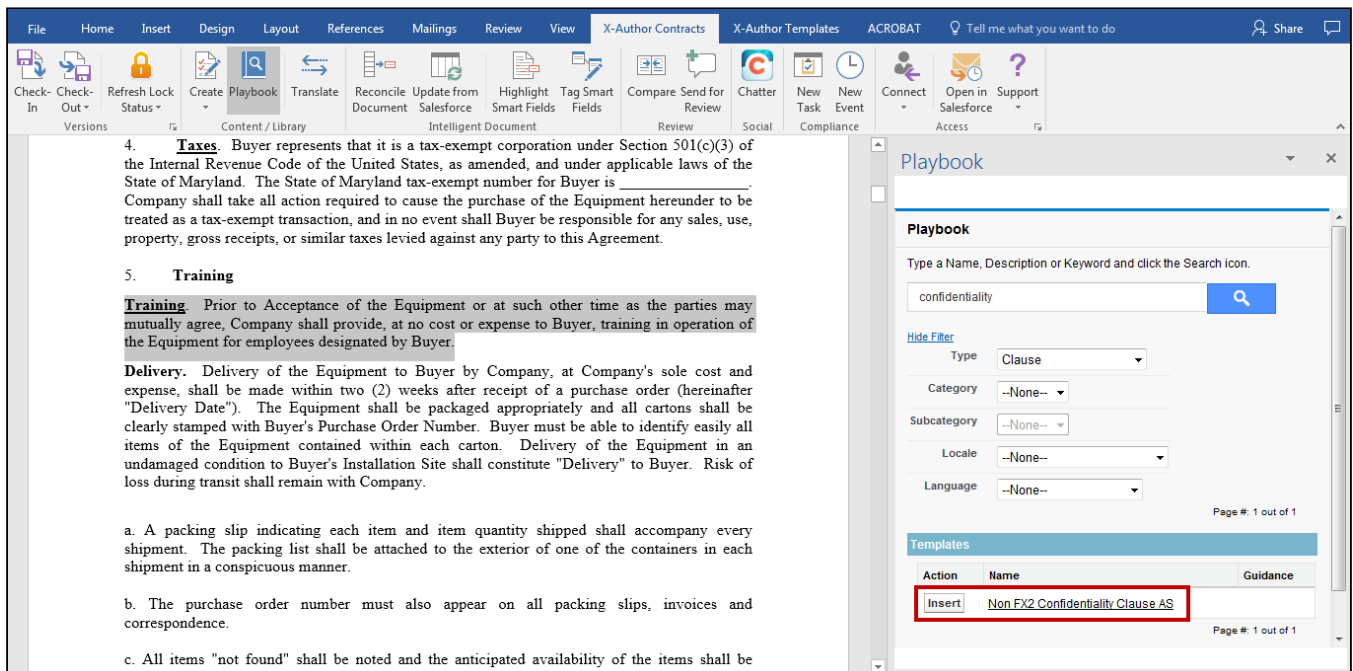 File Home Insert Design Layout References Mailings Review View X-Author Contracts X-Author Templates ACROBAT Tell me what you want to do Share
Check- Check- Refresh Lock Create Playbook Translate Reconcile Update from Highlight Tag Smart Compare Send for Chatter New New Connect Open in Support
In Out Status Document Salesforce Smart Fields Fields Review Task Event Salesforce
Versions Content / Library Intelligent Document Review Social Compliance Access
4. Taxes. Buyer represents that it is a tax-exempt corporation under Section 501(c)(3) of
the Internal Revenue Code of the United States, as amended, and under applicable laws of the
State of Maryland. The State of Maryland tax-exempt number for Buyer is __________________.
Company shall take all action required to cause the purchase of the Equipment hereunder to be
treated as a tax-exempt transaction, and in no event shall Buyer be responsible for any sales, use,
property, gross receipts, or similar taxes levied against any party to this Agreement.
5. Training
Training. Prior to Acceptance of the Equipment or at such other time as the parties may
mutually agree, Company shall provide, at no cost or expense to Buyer, training in operation of
the Equipment for employees designated by Buyer.
Delivery. Delivery of the Equipment to Buyer by Company, at Company's sole cost and
expense, shall be made within two (2) weeks after receipt of a purchase order (hereinafter
"Delivery Date"). The Equipment shall be packaged appropriately and all cartons shall be
clearly stamped with Buyer's Purchase Order Number. Buyer must be able to identify easily all
items of the Equipment contained within each carton. Delivery of the Equipment in an
undamaged condition to Buyer's Installation Site shall constitute "Delivery" to Buyer. Risk of
loss during transit shall remain with Company.
a. A packing slip indicating each item and item quantity shipped shall accompany every
shipment. The packing list shall be attached to the exterior of one of the containers in each
shipment in a conspicuous manner.
b. The purchase order number must also appear on all packing slips, invoices and
correspondence.
c. All items "not found" shall be noted and the anticipated availability of the items shall be
Playbook
Playbook
Type a Name, Description or Keyword and click the Search icon.
confidentiality
Hide Filter
Type Clause
Category --None--
Subcategory --None--
Locale --None--
Language --None--
Page #: 1 out of 1
Templates
Action Name Guidance
Insert Non FX2 Confidentiality Clause AS
Page #: 1 out of 1